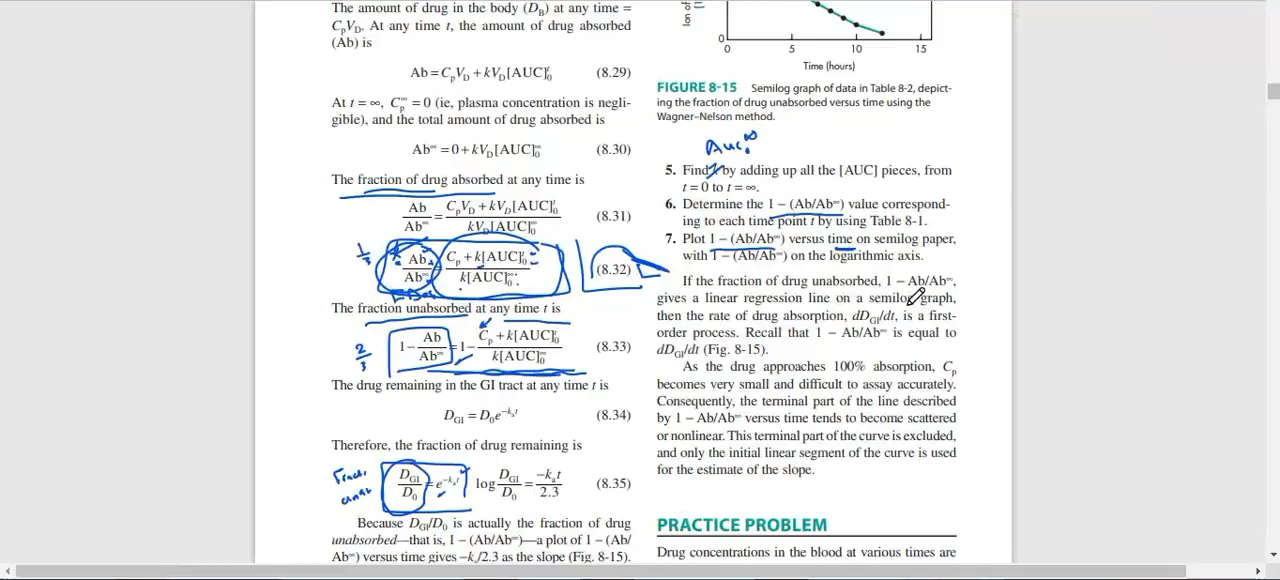 The amount of drug in the body (D_B) at any time =
C_pV_D. At any time t, the amount of drug absorbed
(Ab) is
Ab = C_pV_D + kV_D[AUC]_0^t (8.29)
At t = ∞, C_p^∞ = 0 (ie, plasma concentration is negli-
gible), and the total amount of drug absorbed is
Ab^∞ = 0 + kV_D[AUC]_0^∞ (8.30)
The fraction of drug absorbed at any time is
Ab/Ab^∞ = (C_pV_D + kV_D[AUC]_0^t)/(kV_D[AUC]_0^∞) (8.31)
1/3
Ab/Ab^∞ = (C_p + k[AUC]_0^t)/(k[AUC]_0^∞) (8.32)
The fraction unabsorbed at any time t is
2/3
1 − Ab/Ab^∞ = 1 − (C_p + k[AUC]_0^t)/(k[AUC]_0^∞) (8.33)
The drug remaining in the GI tract at any time t is
D_GI = D_0e^{−k_at} (8.34)
Therefore, the fraction of drug remaining is
D_GI/D_0 = e^{−k_at} log D_GI/D_0 = −k_at/2.3 (8.35)
Because D_GI/D_0 is actually the fraction of drug
unabsorbed—that is, 1 − (Ab/Ab^∞)—a plot of 1 − (Ab/
Ab^∞) versus time gives −k_a/2.3 as the slope (Fig. 8-15).
0
0 5 10 15
Time (hours)
FIGURE 8-15 Semilog graph of data in Table 8-2, depict-
ing the fraction of drug unabsorbed versus time using the
Wagner–Nelson method.
AUC_0^∞
5. Find by adding up all the [AUC] pieces, from
t = 0 to t = ∞.
6. Determine the 1 − (Ab/Ab^∞) value correspond-
ing to each time point t by using Table 8-1.
7. Plot 1 − (Ab/Ab^∞) versus time on semilog paper,
with 1 − (Ab/Ab^∞) on the logarithmic axis.
If the fraction of drug unabsorbed, 1 − Ab/Ab^∞,
gives a linear regression line on a semilog graph,
then the rate of drug absorption, dD_GI/dt, is a first-
order process. Recall that 1 − Ab/Ab^∞ is equal to
dD_GI/dt (Fig. 8-15).
As the drug approaches 100% absorption, C_p
becomes very small and difficult to assay accurately.
Consequently, the terminal part of the line described
by 1 − Ab/Ab^∞ versus time tends to become scattered
or nonlinear. This terminal part of the curve is excluded,
and only the initial linear segment of the curve is used
for the estimate of the slope.
PRACTICE PROBLEM
Drug concentrations in the blood at various times are